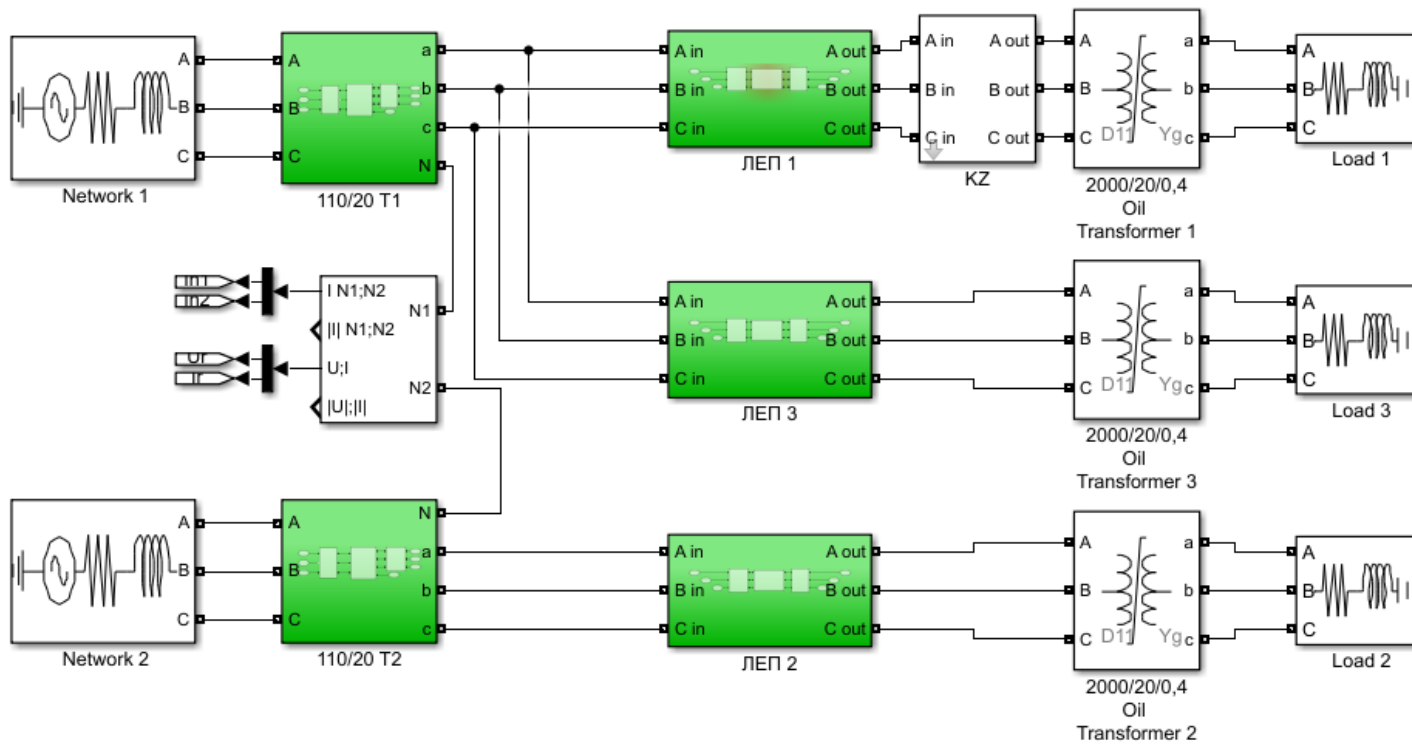 A
B
C
Network 1
A
B
C
a
b
c
N
110/20 T1
A in
B in
C in
A out
B out
C out
ЛЕП 1
A in
B in
C in
A out
B out
C out
KZ
A
B
C
D11
Yg
a
b
c
2000/20/0,4
Oil
Transformer 1
A
B
C
Load 1
In1
In2
Ur
Ir
I N1;N2
|I| N1;N2
U;I
|U|;|I|
N1
N2
A in
B in
C in
A out
B out
C out
ЛЕП 3
A
B
C
D11
Yg
a
b
c
2000/20/0,4
Oil
Transformer 3
A
B
C
Load 3
A
B
C
Network 2
A
B
C
N
a
b
c
110/20 T2
A in
B in
C in
A out
B out
C out
ЛЕП 2
A
B
C
D11
Yg
a
b
c
2000/20/0,4
Oil
Transformer 2
A
B
C
Load 2